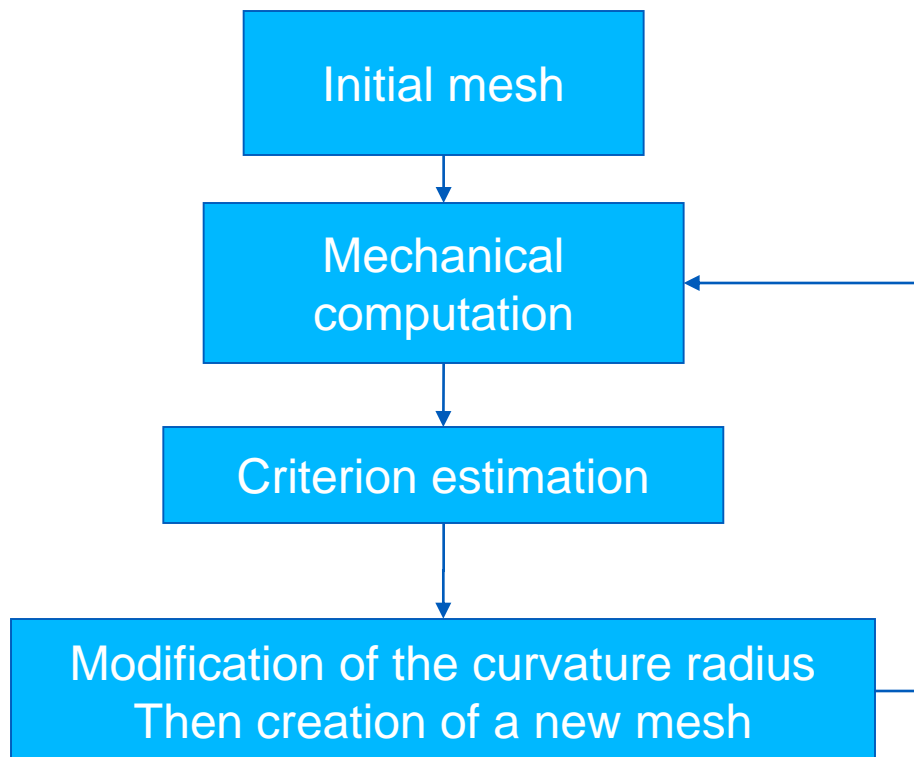 Initial mesh
Mechanical
computation
Criterion estimation
Modification of the curvature radius
Then creation of a new mesh